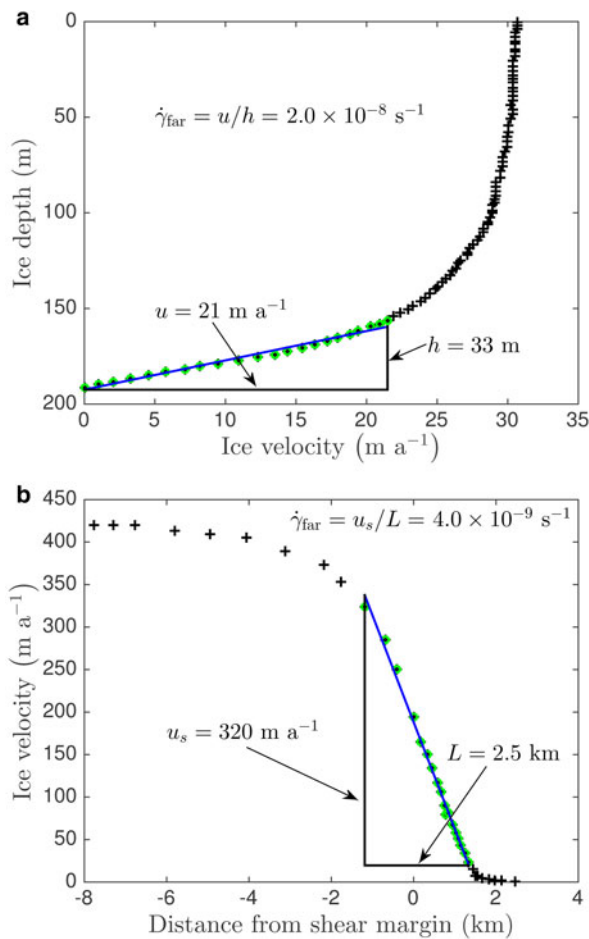 a
0
50
100
150
200
Ice depth (m)
γ̇far = u/h = 2.0 × 10⁻⁸ s⁻¹
u = 21 m a⁻¹
h = 33 m
0 5 10 15 20 25 30 35
Ice velocity (m a⁻¹)
b
450
400
350
300
250
200
150
100
50
0
Ice velocity (m a⁻¹)
γ̇far = uₛ/L = 4.0 × 10⁻⁹ s⁻¹
uₛ = 320 m a⁻¹
L = 2.5 km
-8 -6 -4 -2 0 2 4
Distance from shear margin (km)